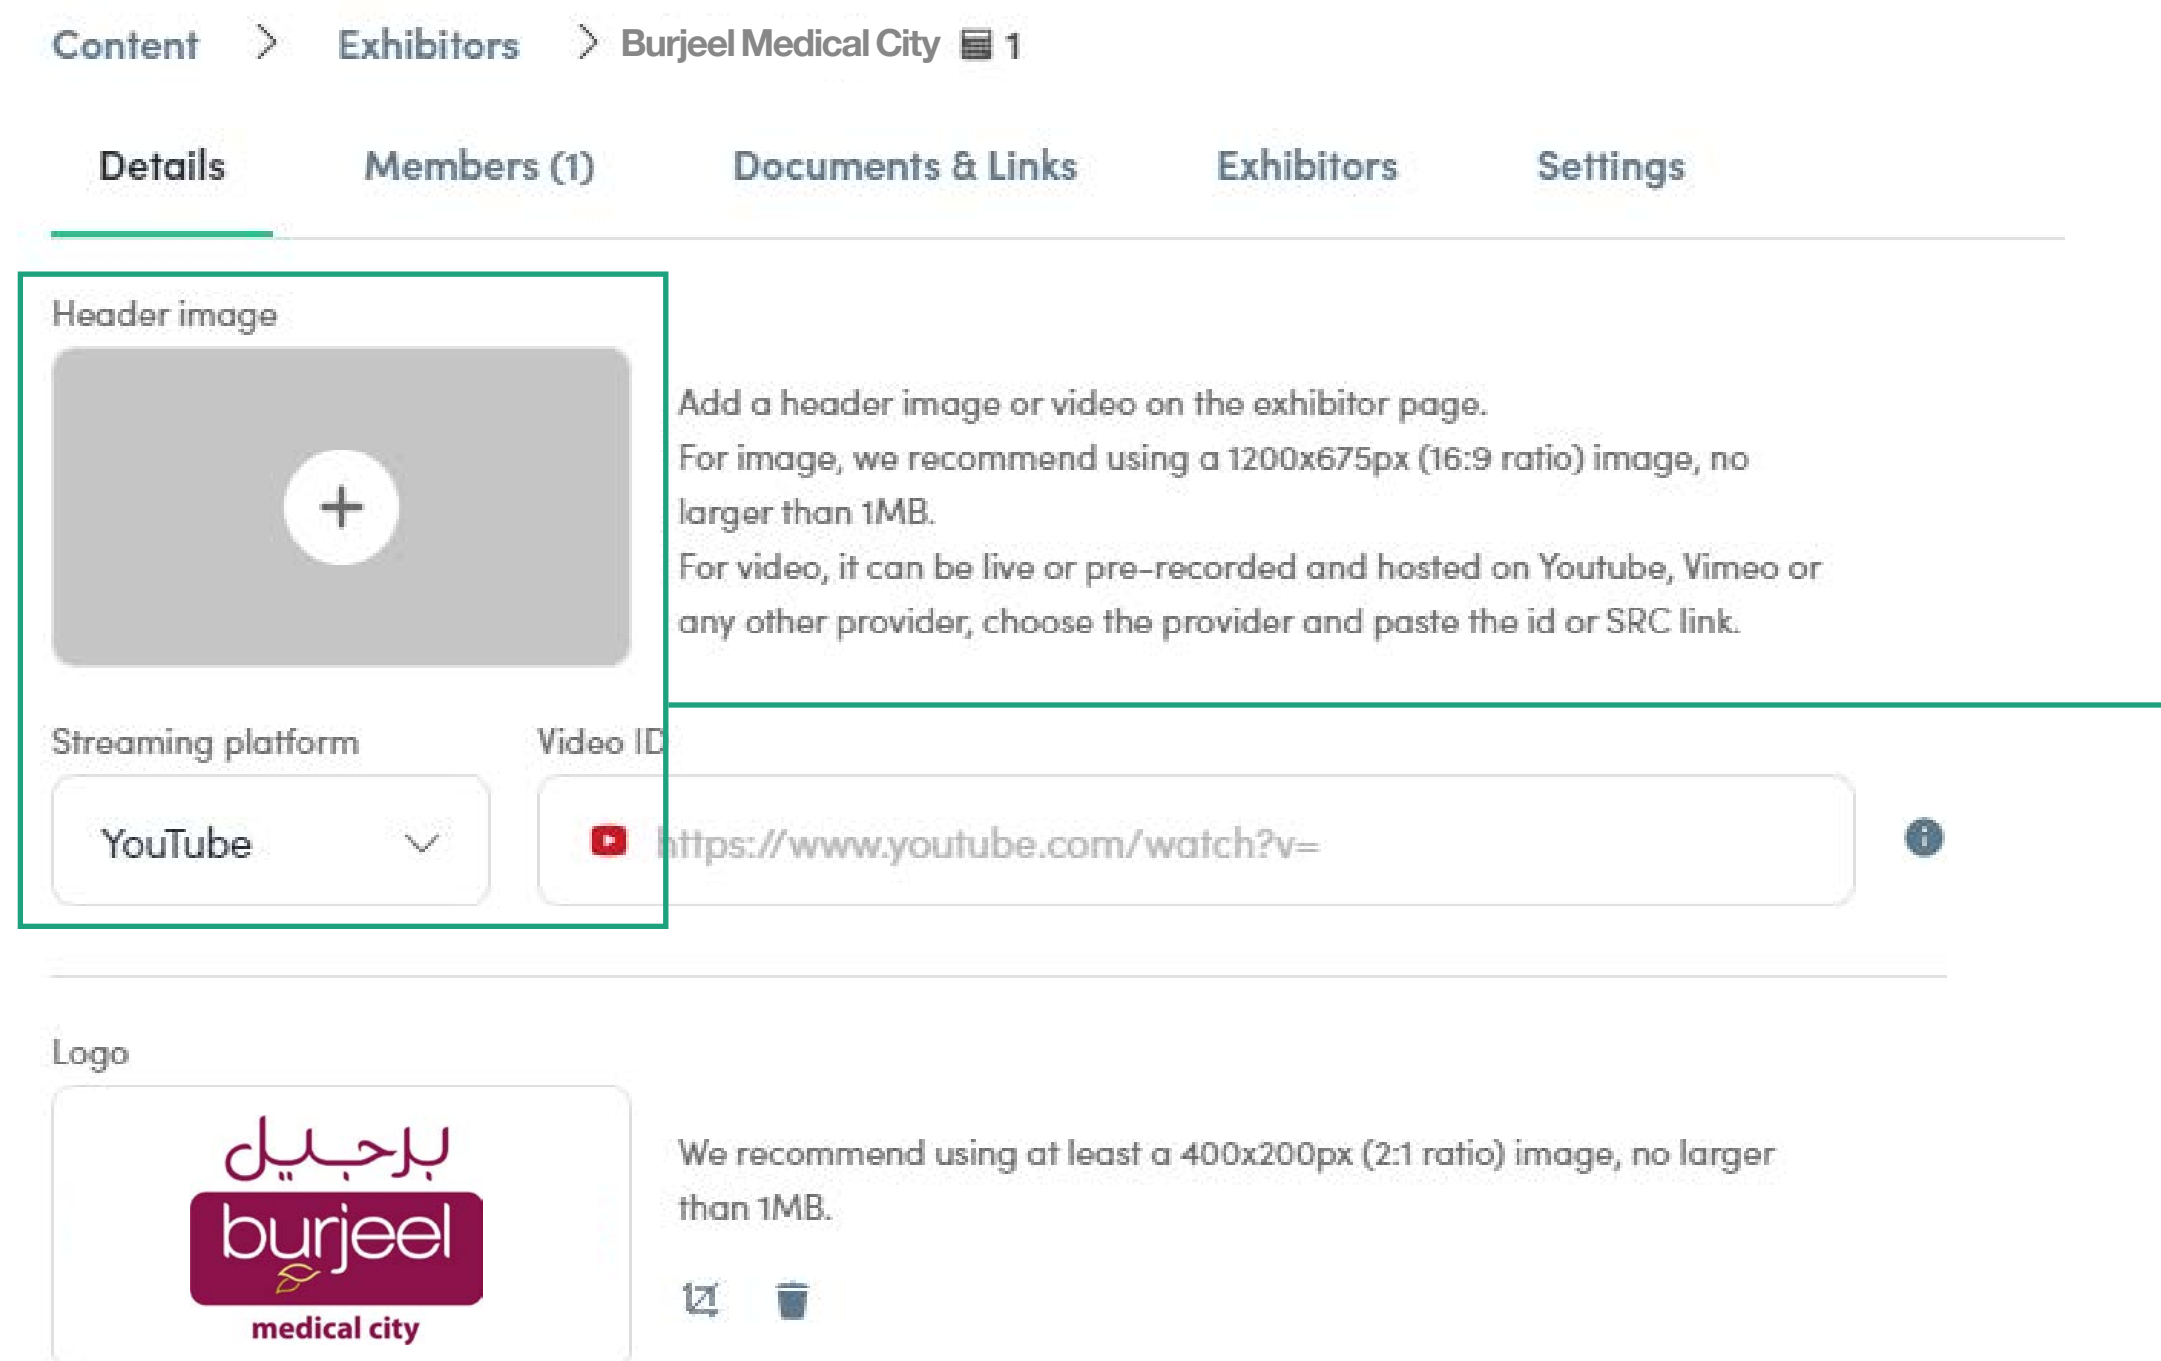 Content > Exhibitors > Burjeel Medical City 1
Details Members (1) Documents & Links Exhibitors Settings
Header image
Add a header image or video on the exhibitor page.
For image, we recommend using a 1200x675px (16:9 ratio) image, no
larger than 1MB.
For video, it can be live or pre-recorded and hosted on Youtube, Vimeo or
any other provider, choose the provider and paste the id or SRC link.
Streaming platform Video ID
YouTube https://www.youtube.com/watch?v=
Logo
برجيل
burjeel
medical city
We recommend using at least a 400x200px (2:1 ratio) image, no larger
than 1MB.